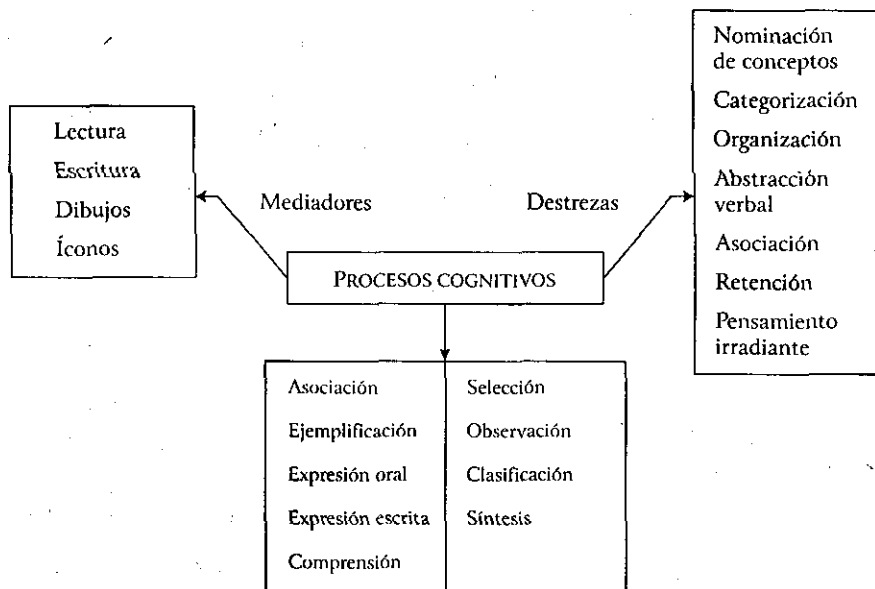 Lectura
Escritura
Dibujos
Íconos
Mediadores
Destrezas
Nominación
de conceptos
Categorización
Organización
Abstracción
verbal
Asociación
Retención
Pensamiento
irradiante
PROCESOS COGNITIVOS
Asociación
Ejemplificación
Expresión oral
Expresión escrita
Comprensión
Selección
Observación
Clasificación
Síntesis